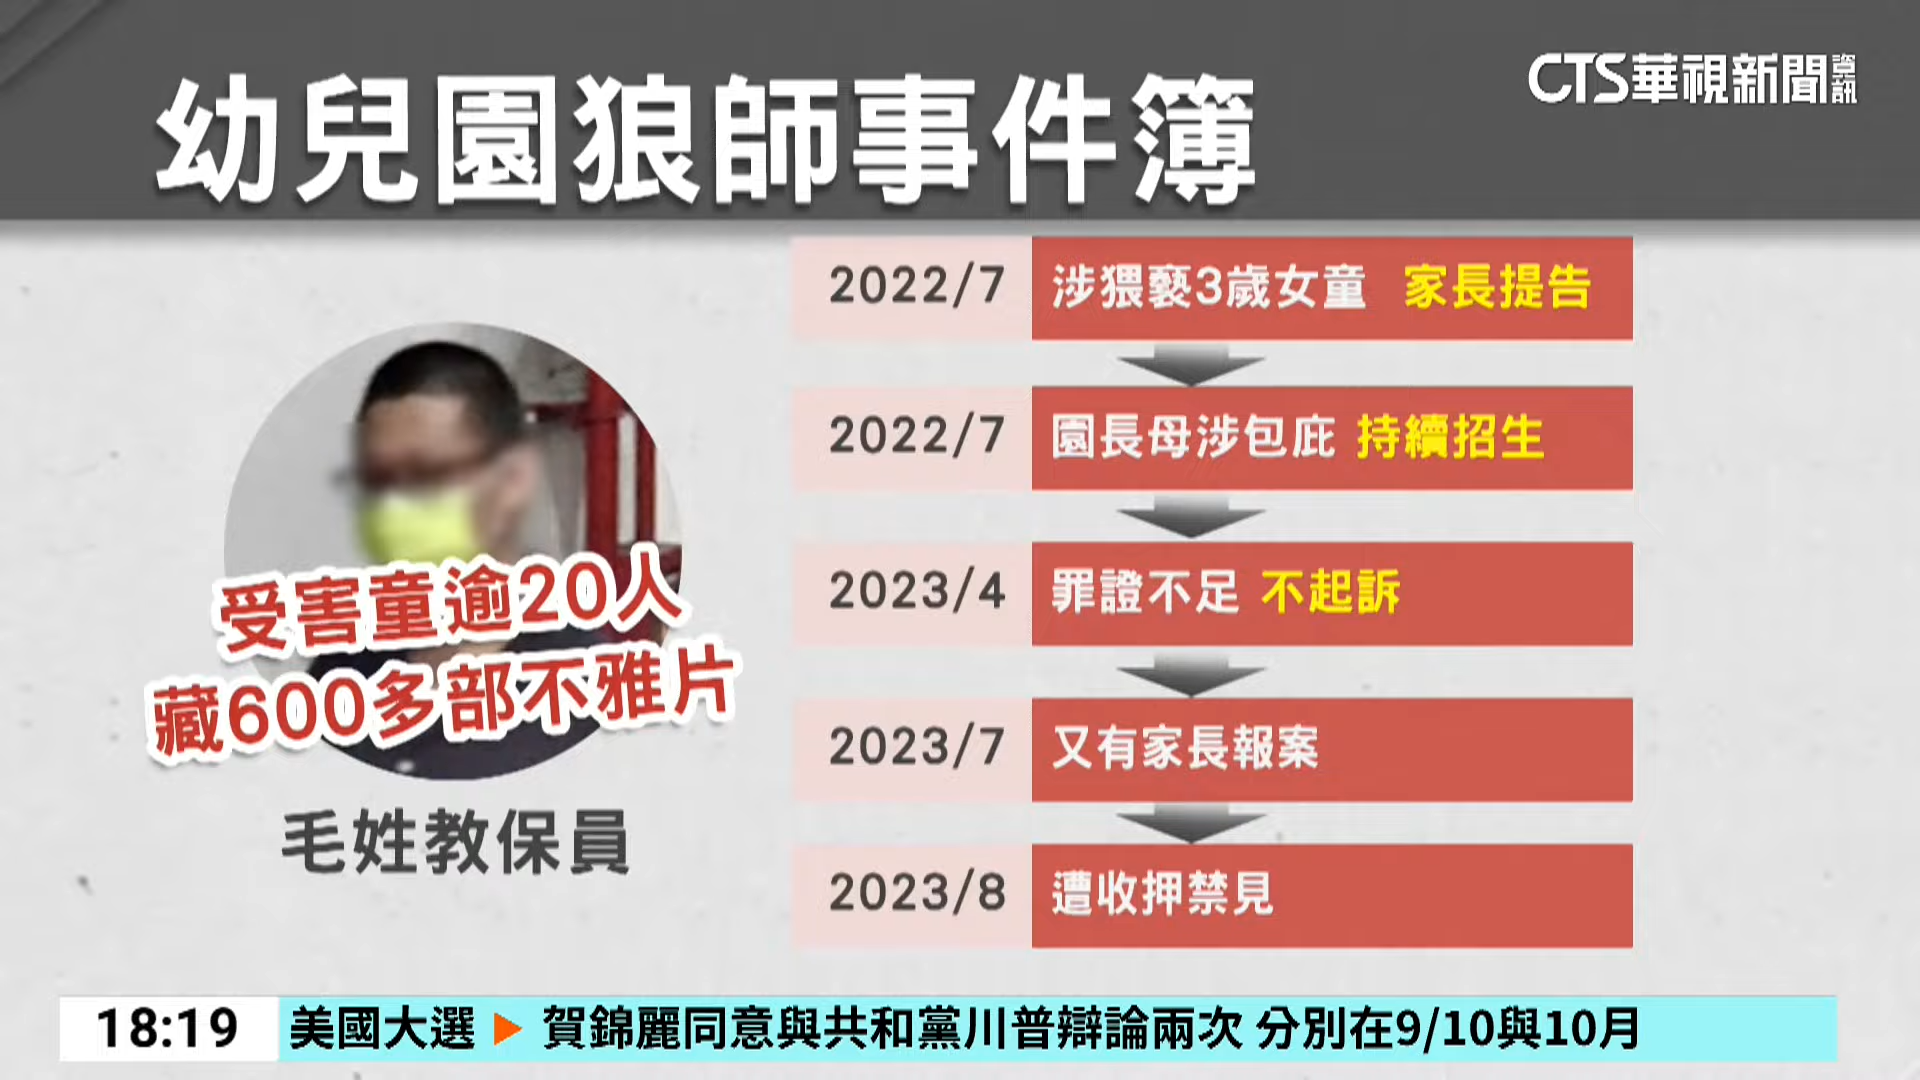 幼兒園狼師事件簿
CTS華視新聞資訊
2022/7 涉猥褻3歲女童 家長提告
2022/7 園長母涉包庇 持續招生
2023/4 罪證不足 不起訴
2023/7 又有家長報案
2023/8 遭收押禁見
受害童逾20人
藏600多部不雅片
毛姓教保員
18:19 美國大選 ▶ 賀錦麗同意與共和黨川普辯論兩次 分別在9/10與10月